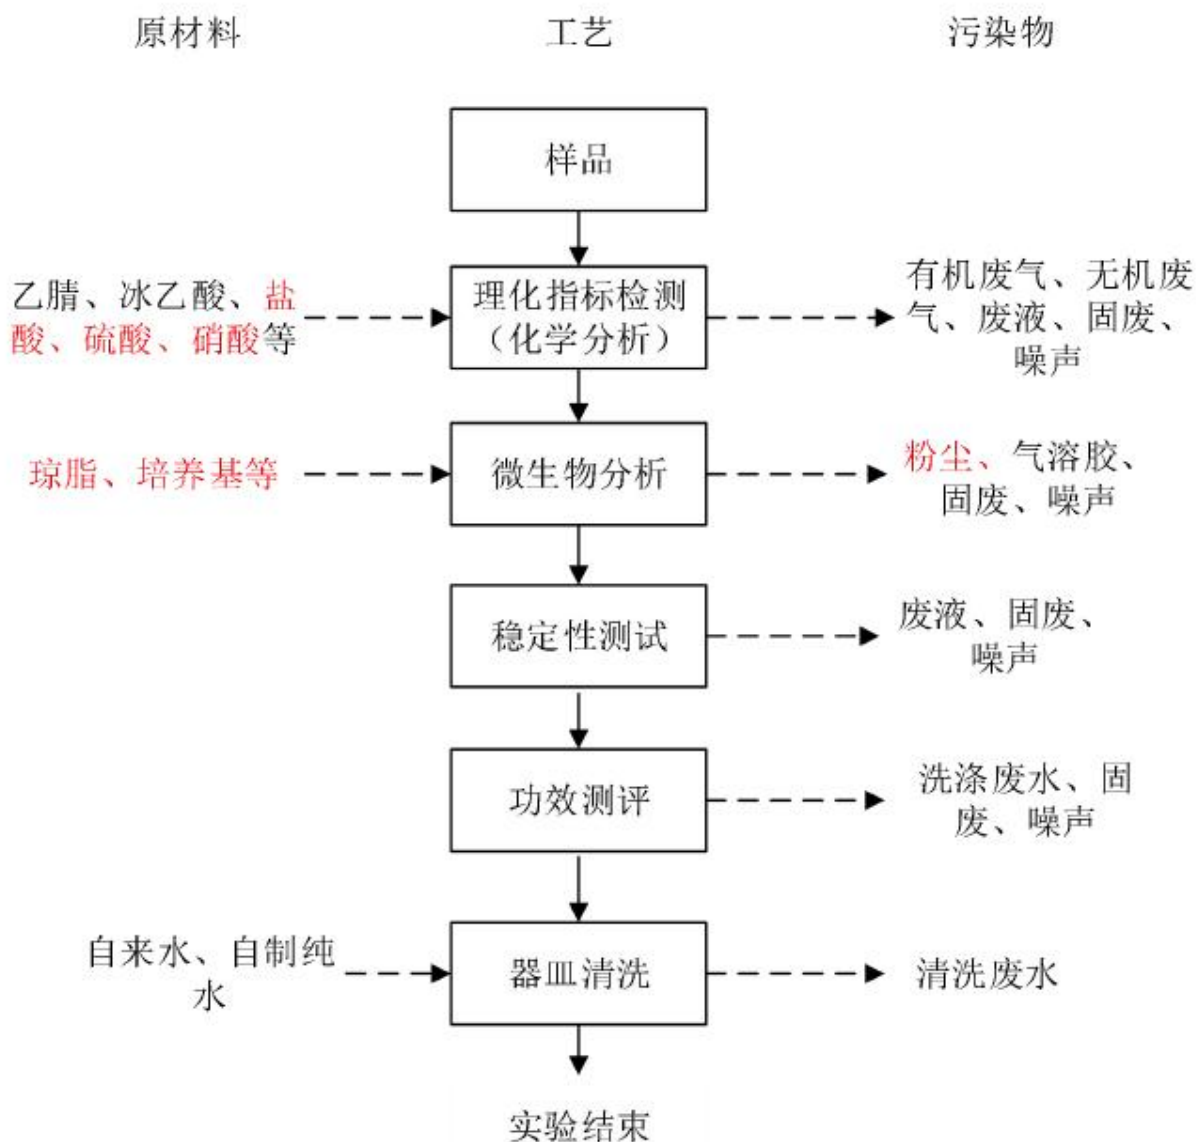 原材料
工艺
污染物
样品
乙腈、冰乙酸、盐
酸、硫酸、硝酸等
理化指标检测
（化学分析）
有机废气、无机废
气、废液、固废、
噪声
琼脂、培养基等
微生物分析
粉尘、气溶胶、
固废、噪声
稳定性测试
废液、固废、
噪声
功效测评
洗涤废水、固
废、噪声
自来水、自制纯
水
器皿清洗
清洗废水
实验结束